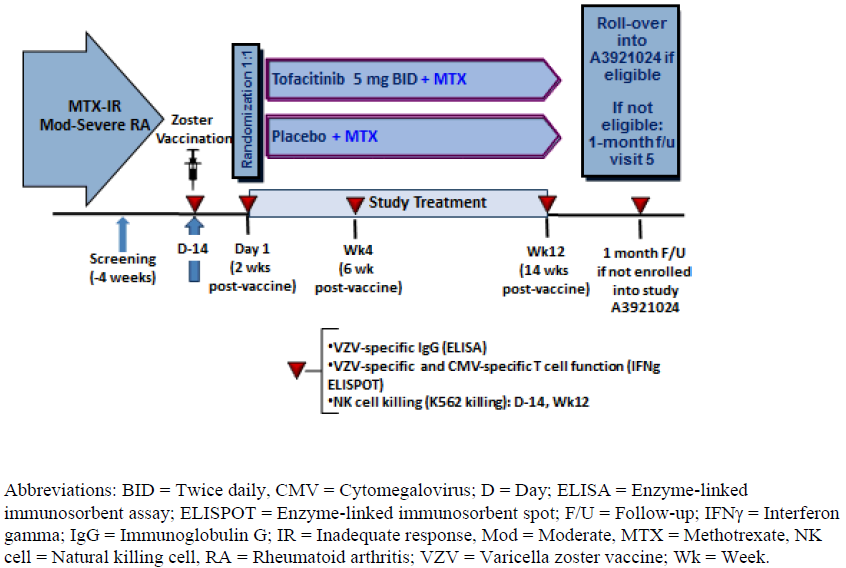 MTX-IR
Mod-Severe RA
Zoster
Vaccination
Randomization 1:1
Tofacitinib 5 mg BID + MTX
Placebo + MTX
Roll-over
into
A3921024 if
eligible
If not
eligible:
1-month f/u
visit 5
Study Treatment
Screening
(-4 weeks)
D-14
Day 1
(2 wks
post-vaccine)
Wk4
(6 wk
post-vaccine)
Wk12
(14 wks
post-vaccine)
1 month F/U
if not enrolled
into study
A3921024
•VZV-specific IgG (ELISA)
•VZV-specific and CMV-specific T cell function (IFNg
ELISPOT)
•NK cell killing (K562 killing): D-14, Wk12
Abbreviations: BID = Twice daily, CMV = Cytomegalovirus; D = Day; ELISA = Enzyme-linked
immunosorbent assay; ELISPOT = Enzyme-linked immunosorbent spot; F/U = Follow-up; IFNγ = Interferon
gamma; IgG = Immunoglobulin G; IR = Inadequate response, Mod = Moderate, MTX = Methotrexate, NK
cell = Natural killing cell, RA = Rheumatoid arthritis; VZV = Varicella zoster vaccine; Wk = Week.